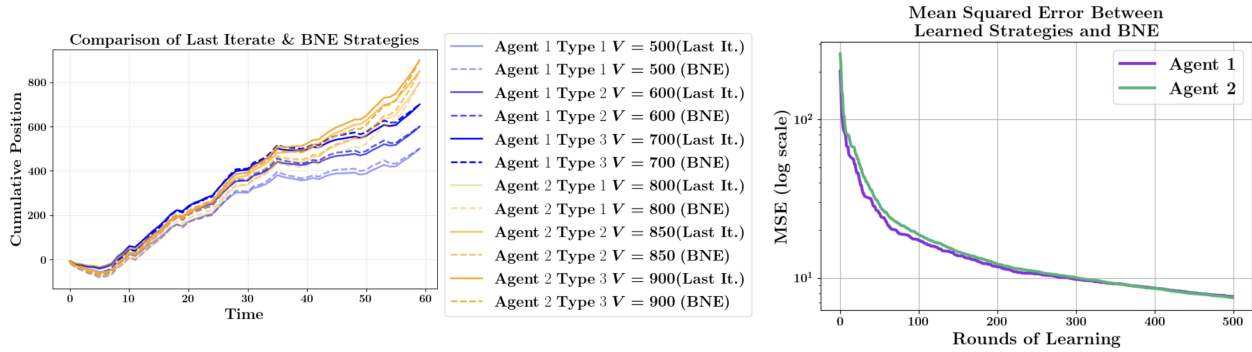 Comparison of Last Iterate & BNE Strategies
Cumulative Position
800
600
400
200
0
0 10 20 30 40 50 60
Time
Agent 1 Type 1 V = 500(Last It.)
Agent 1 Type 1 V = 500 (BNE)
Agent 1 Type 2 V = 600(Last It.)
Agent 1 Type 2 V = 600 (BNE)
Agent 1 Type 3 V = 700(Last It.)
Agent 1 Type 3 V = 700 (BNE)
Agent 2 Type 1 V = 800(Last It.)
Agent 2 Type 1 V = 800 (BNE)
Agent 2 Type 2 V = 850(Last It.)
Agent 2 Type 2 V = 850 (BNE)
Agent 2 Type 3 V = 900(Last It.)
Agent 2 Type 3 V = 900 (BNE)
Mean Squared Error Between
Learned Strategies and BNE
MSE (log scale)
10²
10¹
Agent 1
Agent 2
0 100 200 300 400 500
Rounds of Learning